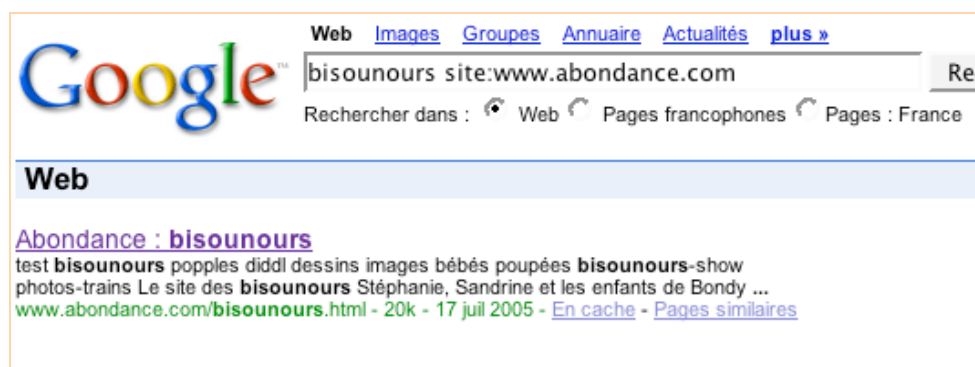 Google™
Web Images Groupes Annuaire Actualités plus »
bisounours site:www.abondance.com Re
Rechercher dans : Web Pages francophones Pages : France
Web
Abondance : bisounours
test bisounours popples diddl dessins images bébés poupées bisounours-show
photos-trains Le site des bisounours Stéphanie, Sandrine et les enfants de Bondy ...
www.abondance.com/bisounours.html - 20k - 17 juil 2005 - En cache - Pages similaires